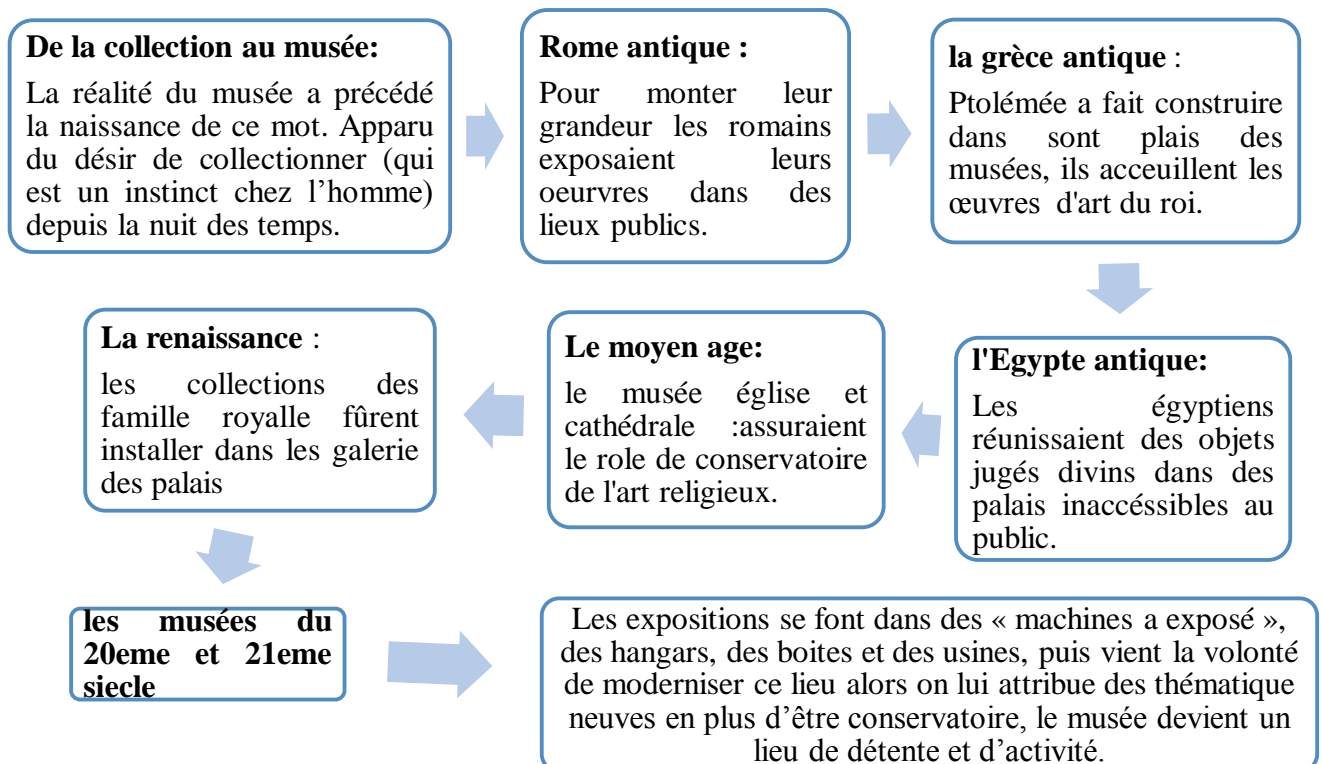 De la collection au musée:
La réalité du musée a précédé
la naissance de ce mot. Apparu
du désir de collectionner (qui
est un instinct chez l’homme)
depuis la nuit des temps.
Rome antique :
Pour monter leur
grandeur les romains
exposaient leurs
oeurvres dans des
lieux publics.
la grèce antique :
Ptolémée a fait construire
dans sont plais des
musées, ils acceuillent les
œuvres d'art du roi.
l'Egypte antique:
Les égyptiens
réunissaient des objets
jugés divins dans des
palais inaccéssibles au
public.
Le moyen age:
le musée église et
cathédrale :assuraient
le role de conservatoire
de l'art religieux.
La renaissance :
les collections des
famille royalle fûrent
installer dans les galerie
des palais
les musées du
20eme et 21eme
siecle
Les expositions se font dans des « machines a exposé »,
des hangars, des boites et des usines, puis vient la volonté
de moderniser ce lieu alors on lui attribue des thématique
neuves en plus d’être conservatoire, le musée devient un
lieu de détente et d’activité.